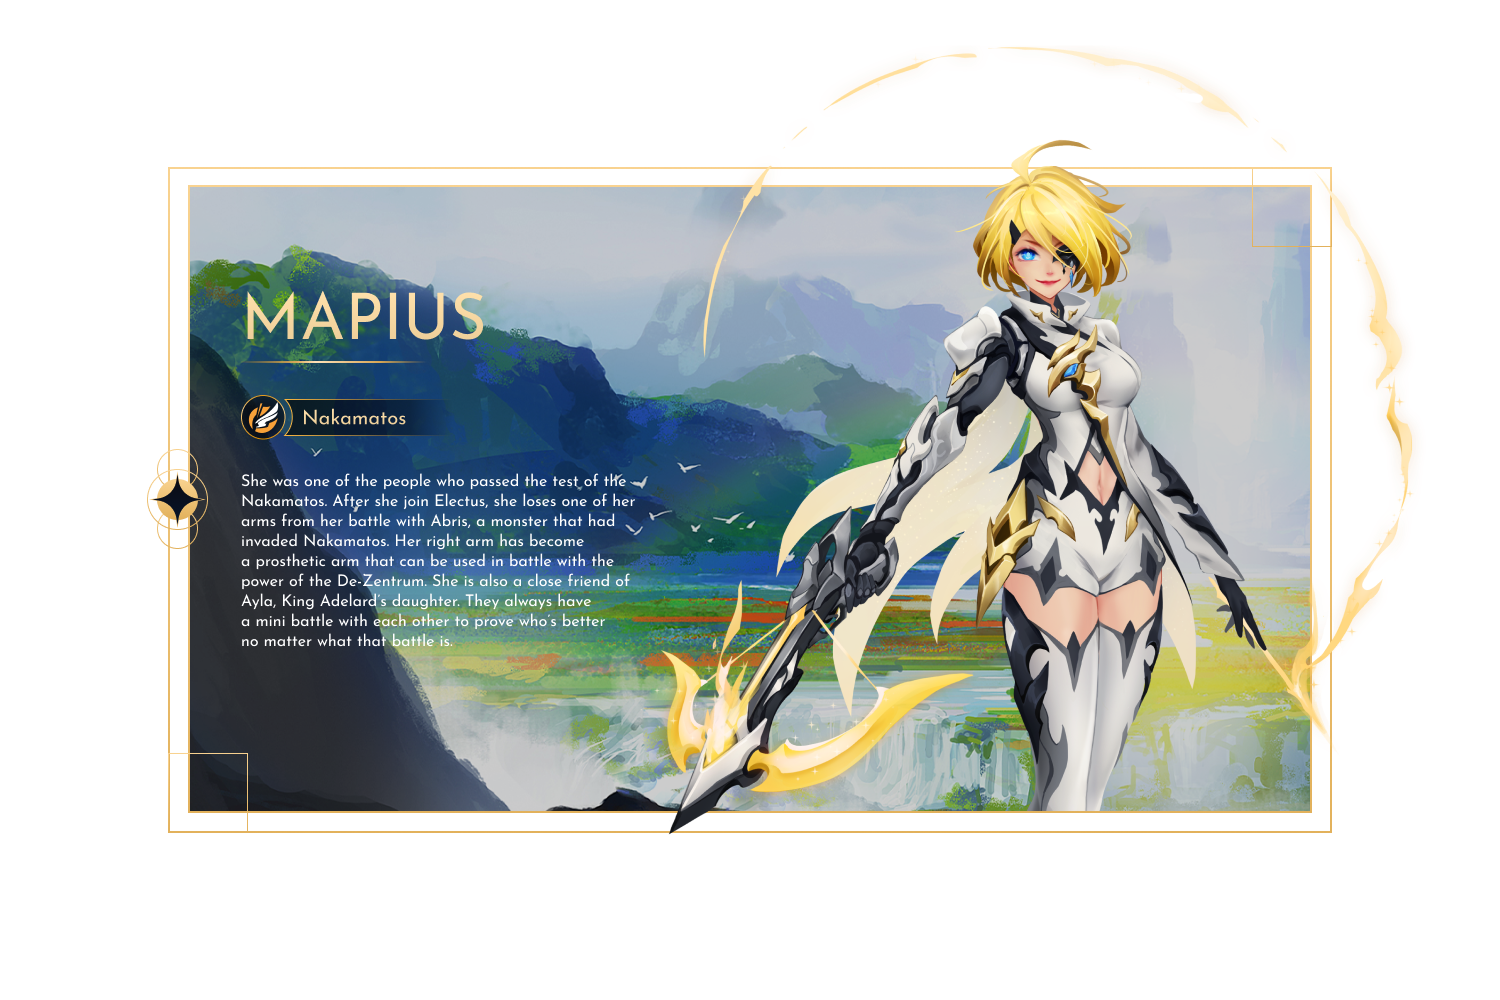 MAPIUS
Nakamatos
She was one of the people who passed the test of the
Nakamatos. After she join Electus, she loses one of her
arms from her battle with Abris, a monster that had
invaded Nakamatos. Her right arm has become
a prosthetic arm that can be used in battle with the
power of the De-Zentrum. She is also a close friend of
Ayla, King Adelard's daughter. They always have
a mini battle with each other to prove who's better
no matter what that battle is.